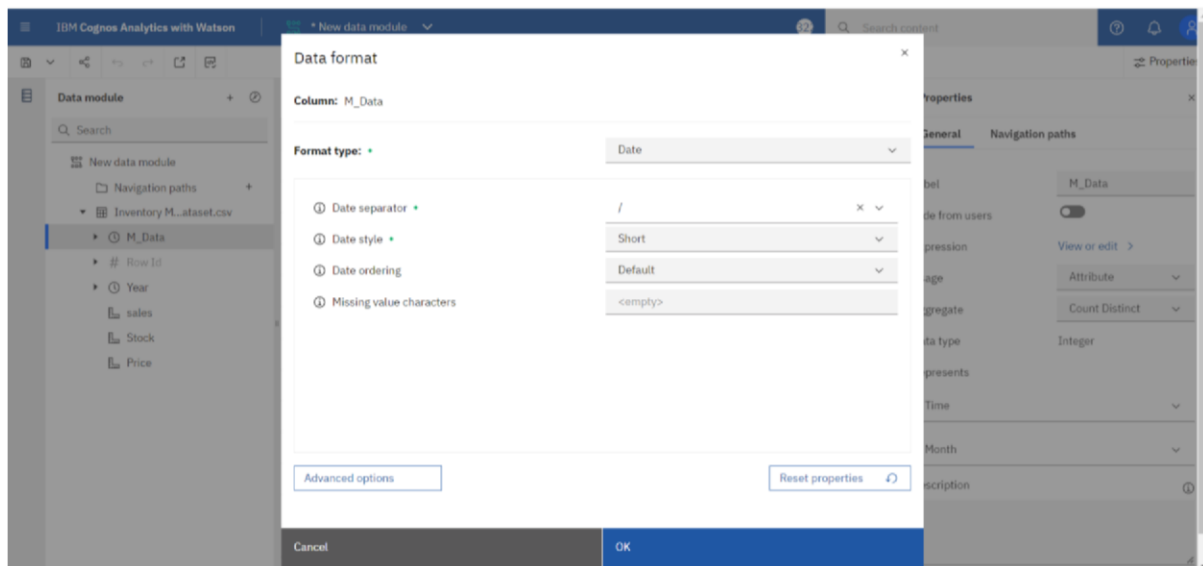 IBM Cognos Analytics with Watson
* New data module
Search content
Propertie
Data module
Search
New data module
Navigation paths
Inventory M...ataset.csv
M_Data
# Row Id
Year
sales
Stock
Price
Data format
Column: M_Data
Format type:
Date
Date separator
/
Date style
Short
Date ordering
Default
Missing value characters
<empty>
Advanced options
Reset properties
Cancel
OK
roperties
General
Navigation paths
bel
M_Data
de from users
pression
View or edit
age
Attribute
ggregate
Count Distinct
ta type
Integer
presents
Time
Month
scription